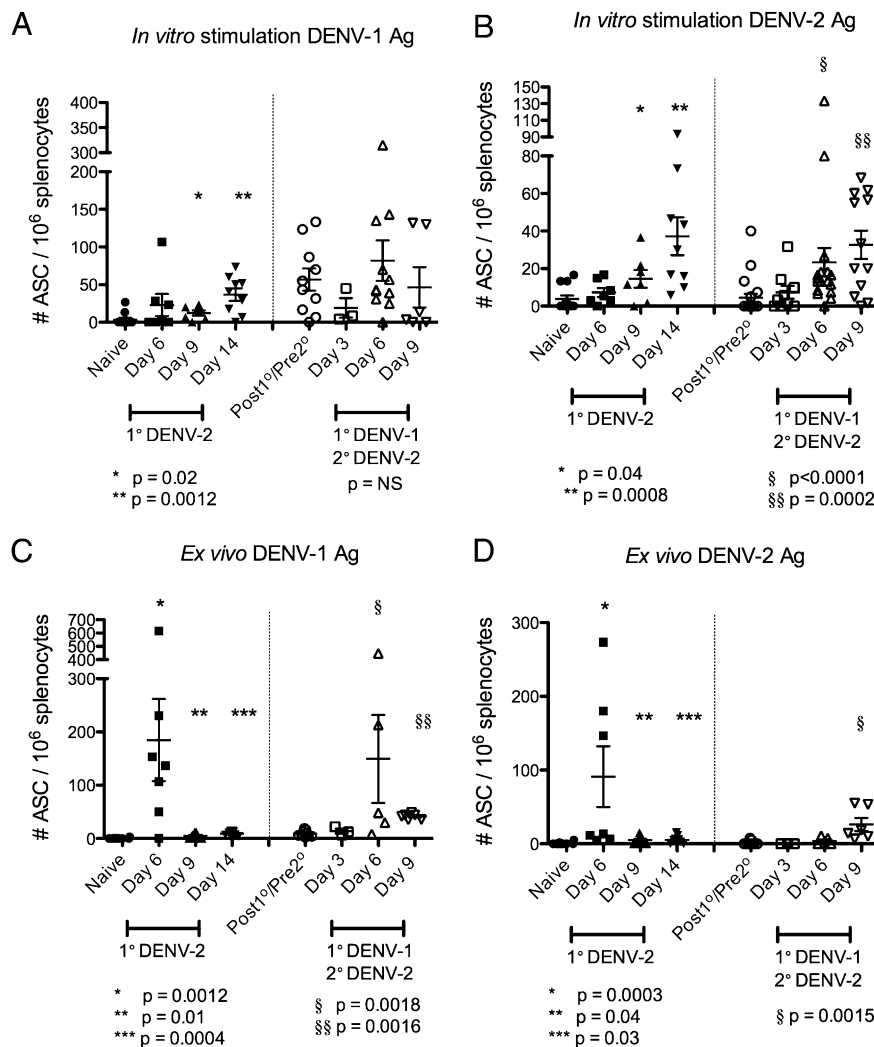 A
In vitro stimulation DENV-1 Ag
# ASC / 10⁶ splenocytes
400
300
200
150
100
50
0
* **
Naive Day 6 Day 9 Day 14 Post1º/Pre2º Day 3 Day 6 Day 9
1° DENV-2
1° DENV-1
2° DENV-2
p = NS
* p = 0.02
** p = 0.0012
B
In vitro stimulation DENV-2 Ag
# ASC / 10⁶ splenocytes
150
130
110
90
80
60
40
20
0
* ** § §§
Naive Day 6 Day 9 Day 14 Post1º/Pre2º Day 3 Day 6 Day 9
1° DENV-2
1° DENV-1
2° DENV-2
* p = 0.04
** p = 0.0008
§ p<0.0001
§§ p = 0.0002
C
Ex vivo DENV-1 Ag
# ASC / 10⁶ splenocytes
700
600
500
400
300
200
100
0
* ** *** § §§
Naive Day 6 Day 9 Day 14 Post1º/Pre2º Day 3 Day 6 Day 9
1° DENV-2
1° DENV-1
2° DENV-2
* p = 0.0012
** p = 0.01
*** p = 0.0004
§ p = 0.0018
§§ p = 0.0016
D
Ex vivo DENV-2 Ag
# ASC / 10⁶ splenocytes
300
200
100
0
* ** *** §
Naive Day 6 Day 9 Day 14 Post1º/Pre2º Day 3 Day 6 Day 9
1° DENV-2
1° DENV-1
2° DENV-2
* p = 0.0003
** p = 0.04
*** p = 0.03
§ p = 0.0015